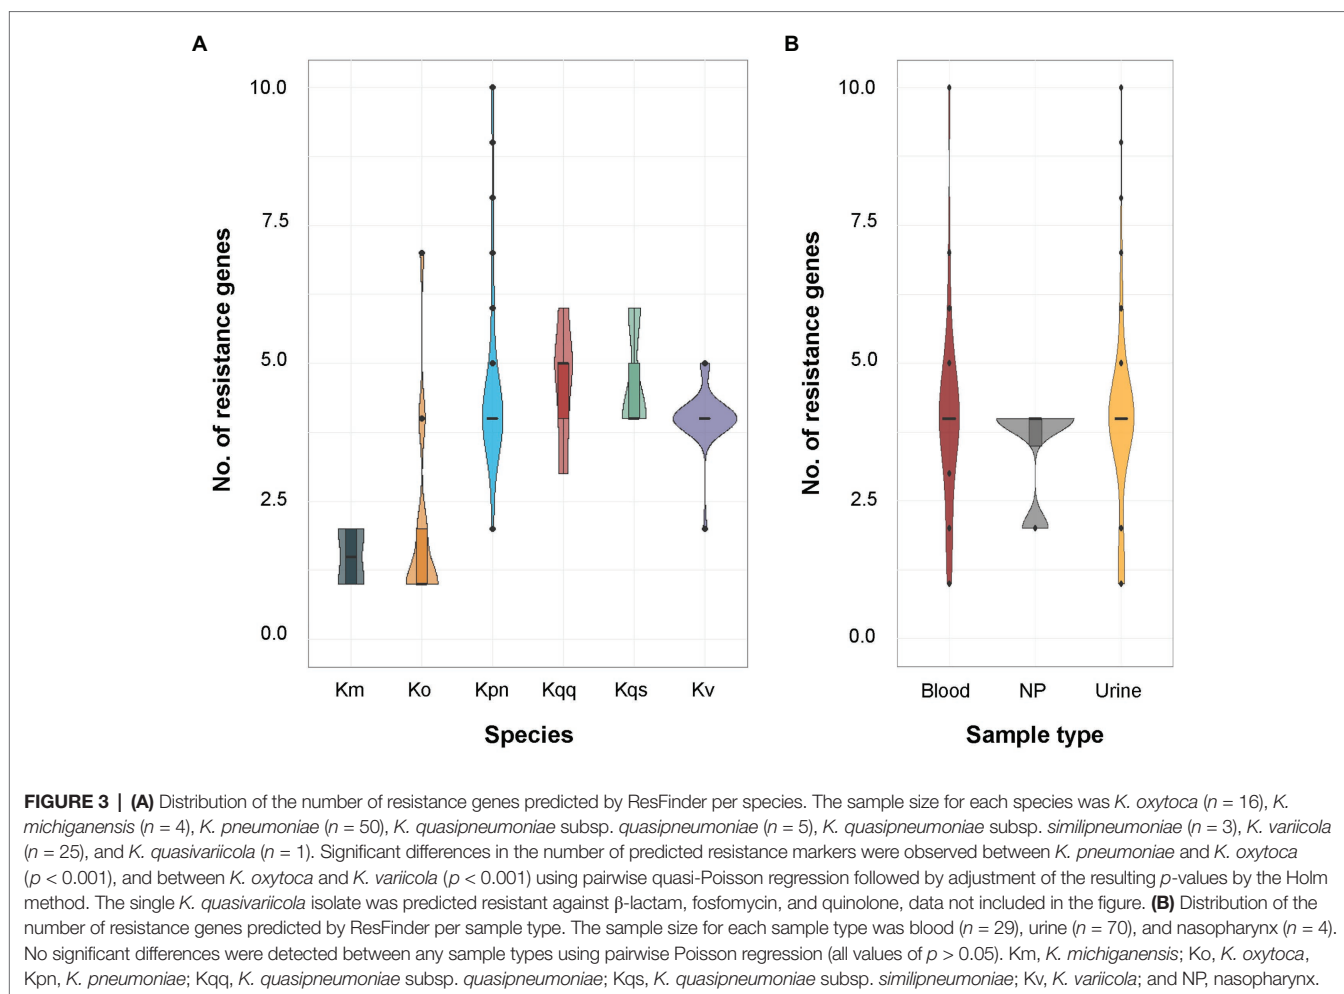 A
B
10.0
7.5
5.0
2.5
0.0
No. of resistance genes
Km Ko Kpn Kqq Kqs Kv
Species
10.0
7.5
5.0
2.5
0.0
No. of resistance genes
Blood NP Urine
Sample type
FIGURE 3 | (A) Distribution of the number of resistance genes predicted by ResFinder per species. The sample size for each species was K. oxytoca (n = 16), K.
michiganensis (n = 4), K. pneumoniae (n = 50), K. quasipneumoniae subsp. quasipneumoniae (n = 5), K. quasipneumoniae subsp. similipneumoniae (n = 3), K. variicola
(n = 25), and K. quasivariicola (n = 1). Significant differences in the number of predicted resistance markers were observed between K. pneumoniae and K. oxytoca
(p < 0.001), and between K. oxytoca and K. variicola (p < 0.001) using pairwise quasi-Poisson regression followed by adjustment of the resulting p-values by the Holm
method. The single K. quasivariicola isolate was predicted resistant against β-lactam, fosfomycin, and quinolone, data not included in the figure. (B) Distribution of the
number of resistance genes predicted by ResFinder per sample type. The sample size for each sample type was blood (n = 29), urine (n = 70), and nasopharynx (n = 4).
No significant differences were detected between any sample types using pairwise Poisson regression (all values of p > 0.05). Km, K. michiganensis; Ko, K. oxytoca,
Kpn, K. pneumoniae; Kqq, K. quasipneumoniae subsp. quasipneumoniae; Kqs, K. quasipneumoniae subsp. similipneumoniae; Kv, K. variicola; and NP, nasopharynx.